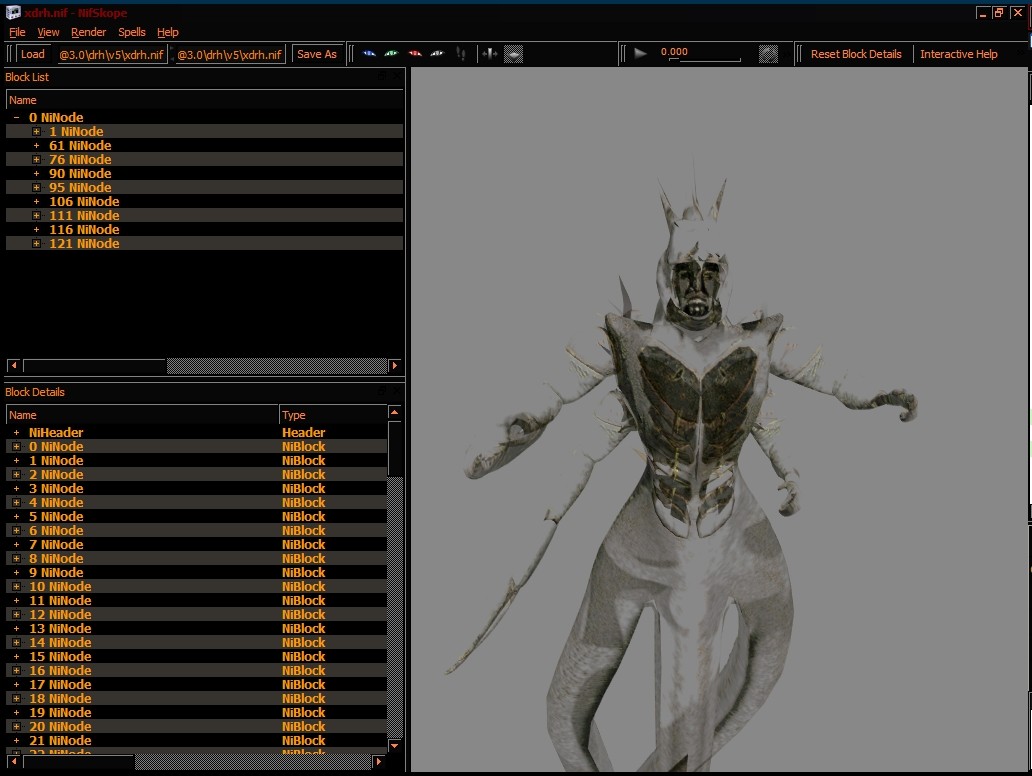 xdrh.nif - NifSkope
File View Render Spells Help
Load @3.0\drh\v5\xdrh.nif @3.0\drh\v5\xdrh.nif Save As 0.000 Reset Block Details Interactive Help
Block List
Name
0 NiNode
1 NiNode
61 NiNode
76 NiNode
90 NiNode
95 NiNode
106 NiNode
111 NiNode
116 NiNode
121 NiNode
Block Details
Name Type
NiHeader Header
0 NiNode NiBlock
1 NiNode NiBlock
2 NiNode NiBlock
3 NiNode NiBlock
4 NiNode NiBlock
5 NiNode NiBlock
6 NiNode NiBlock
7 NiNode NiBlock
8 NiNode NiBlock
9 NiNode NiBlock
10 NiNode NiBlock
11 NiNode NiBlock
12 NiNode NiBlock
13 NiNode NiBlock
14 NiNode NiBlock
15 NiNode NiBlock
16 NiNode NiBlock
17 NiNode NiBlock
18 NiNode NiBlock
19 NiNode NiBlock
20 NiNode NiBlock
21 NiNode NiBlock
22 NiNode NiBlock